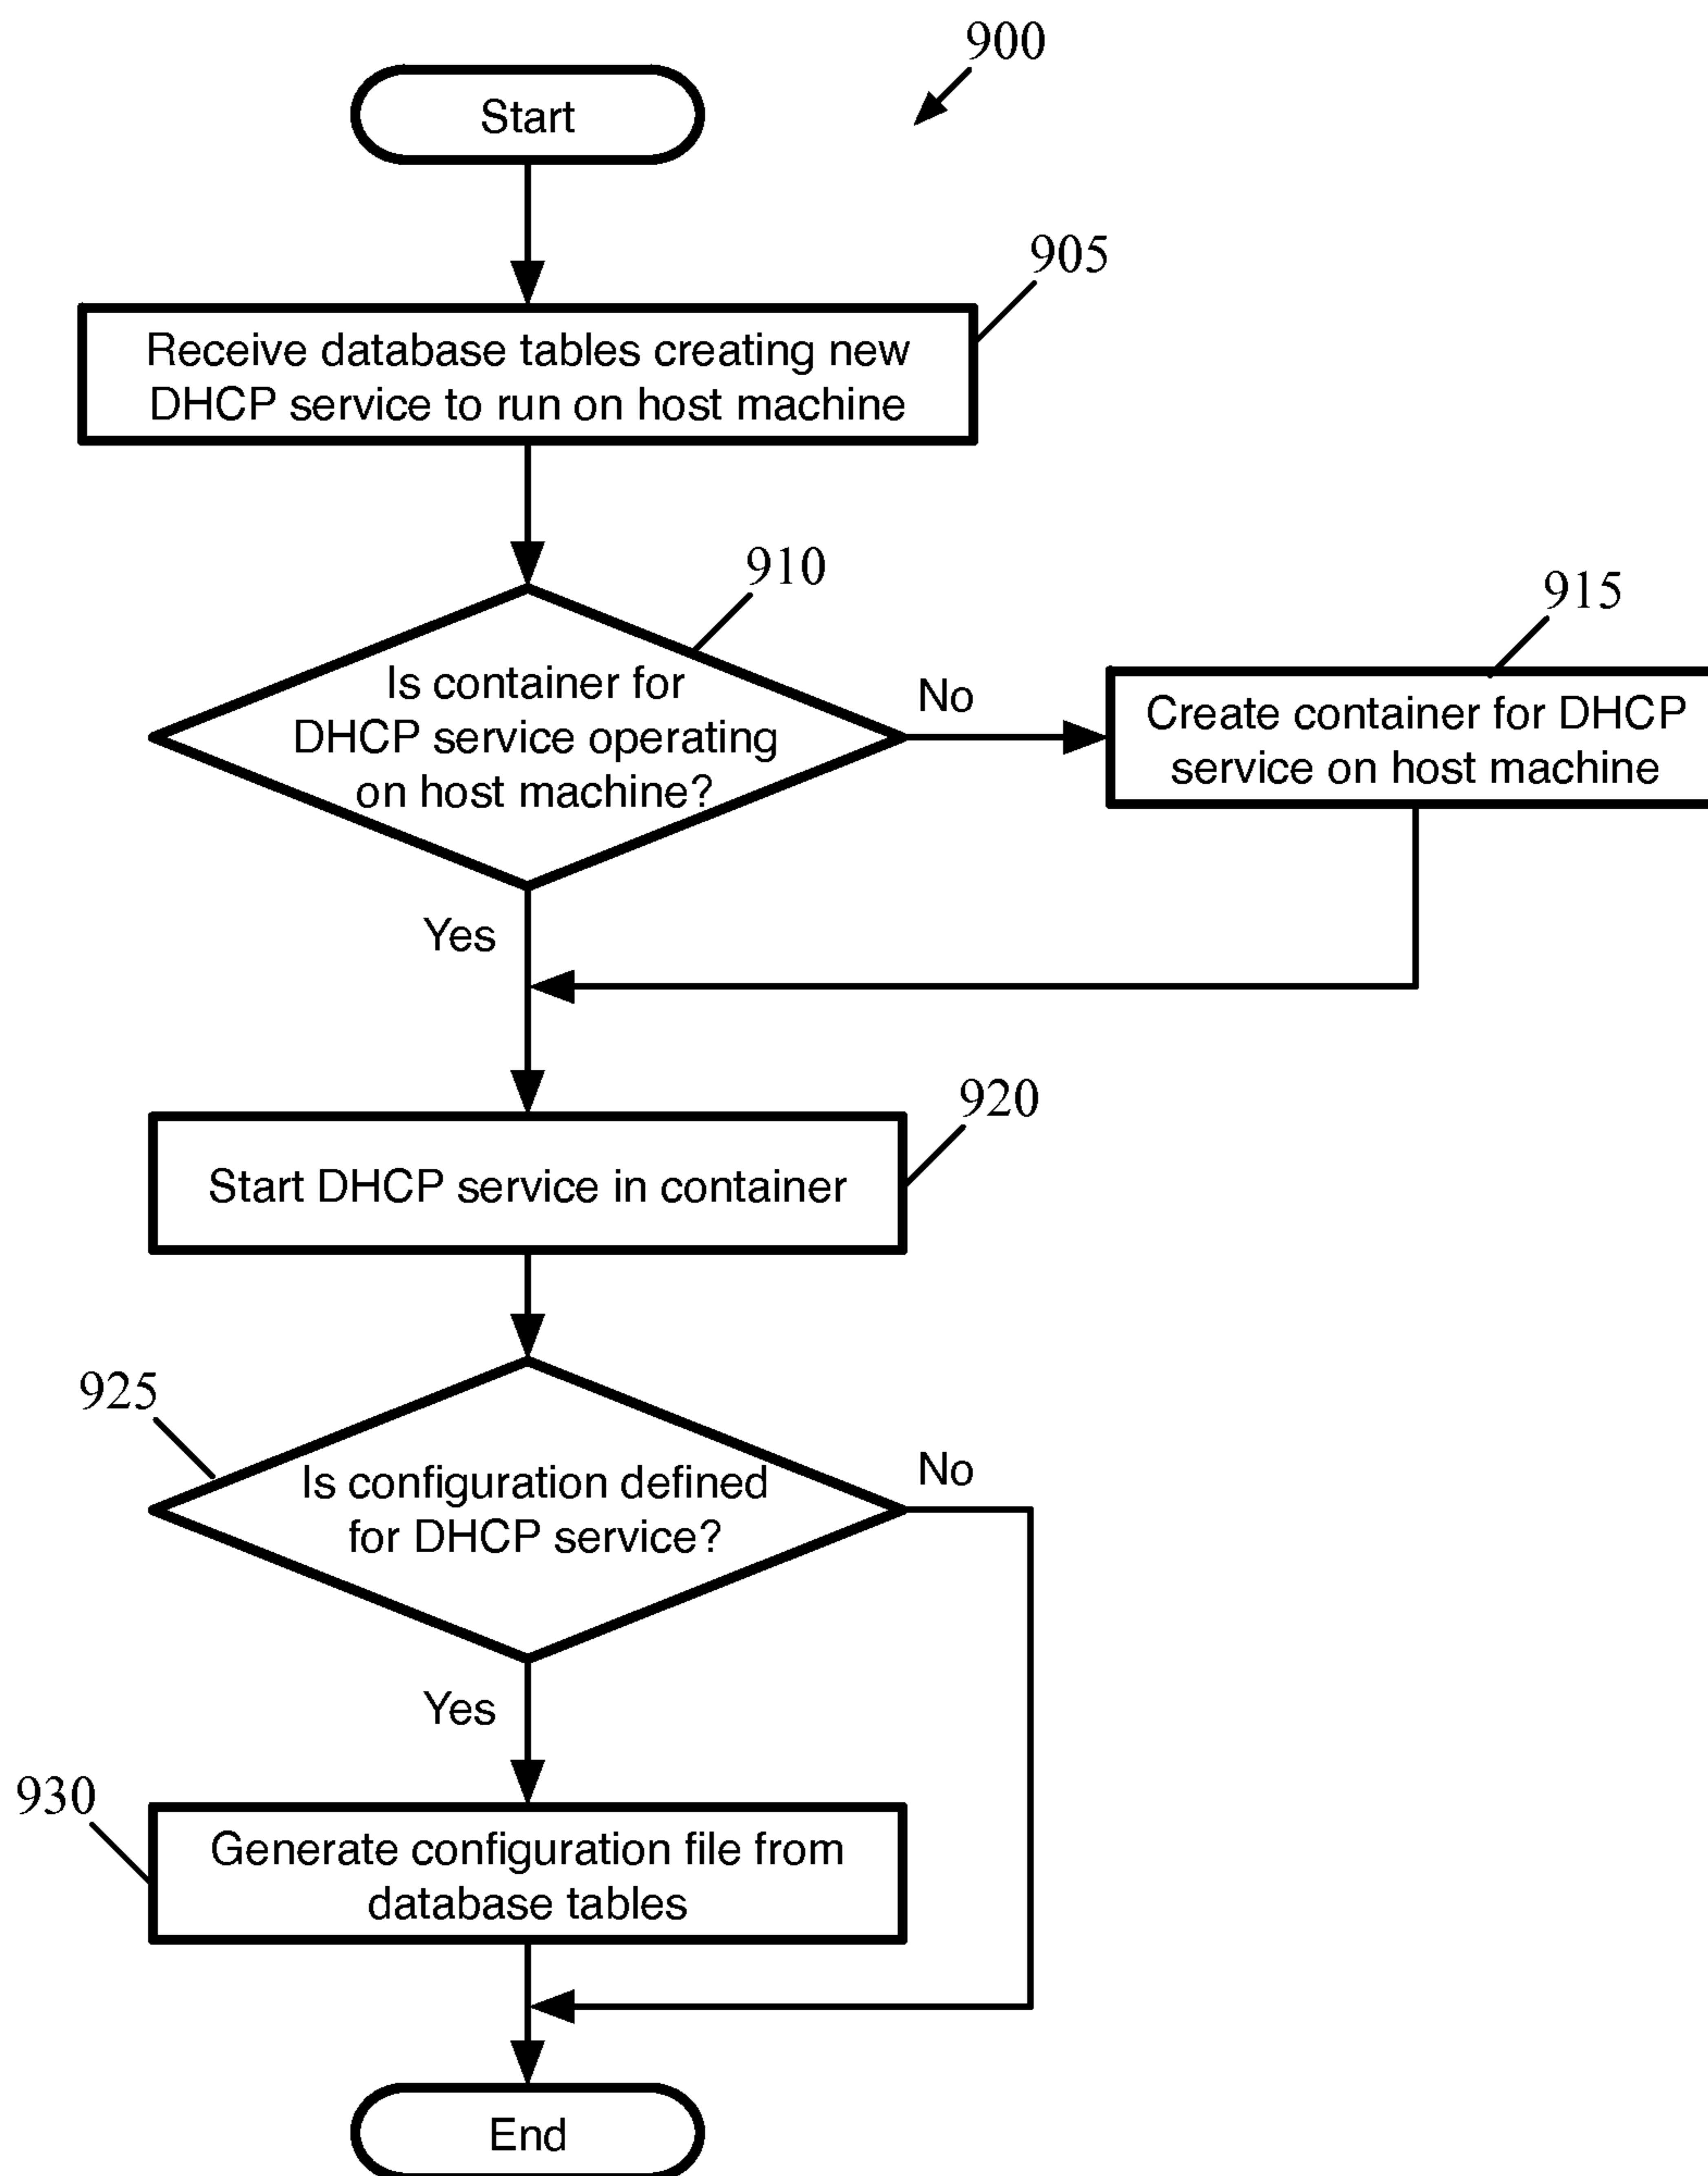 900
Start
905
Receive database tables creating new
DHCP service to run on host machine
910
915
Is container for
DHCP service operating
on host machine?
No
Create container for DHCP
service on host machine
Yes
920
Start DHCP service in container
925
Is configuration defined
for DHCP service?
No
Yes
930
Generate configuration file from
database tables
End